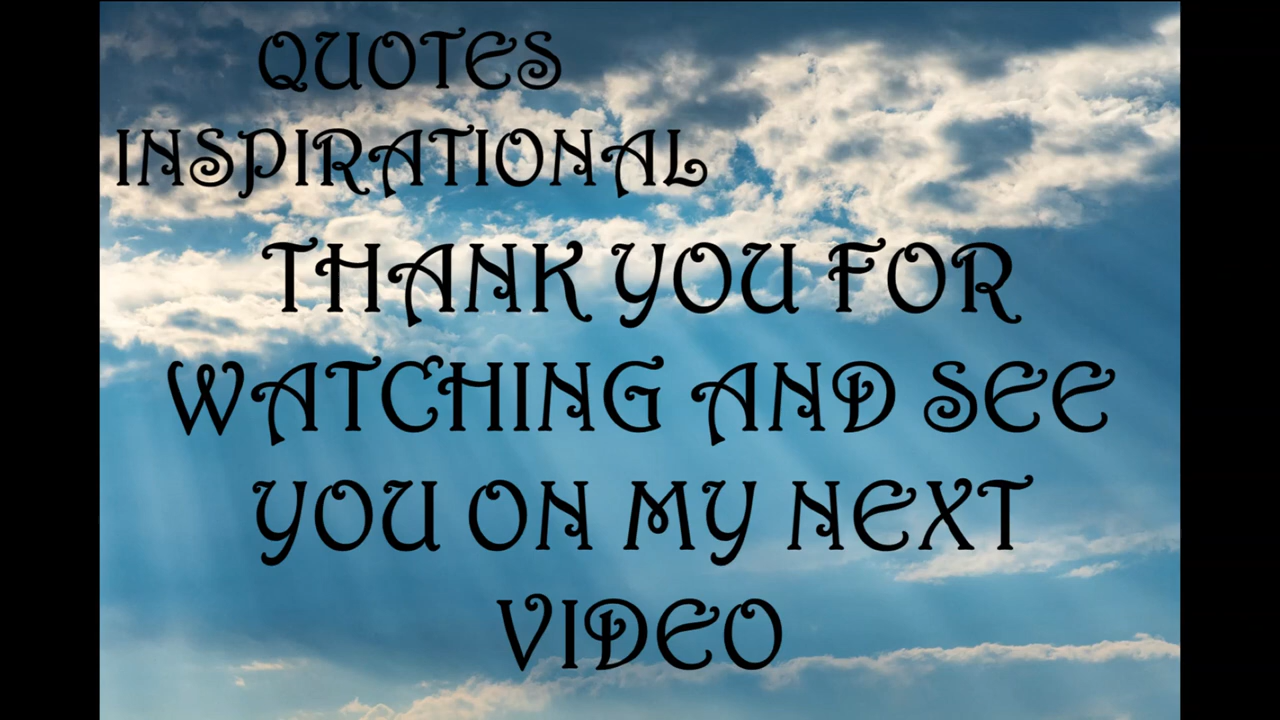 QUOTES
INSPIRATIONAL
THANK YOU FOR
WATCHING AND SEE
YOU ON MY NEXT
VIDEO